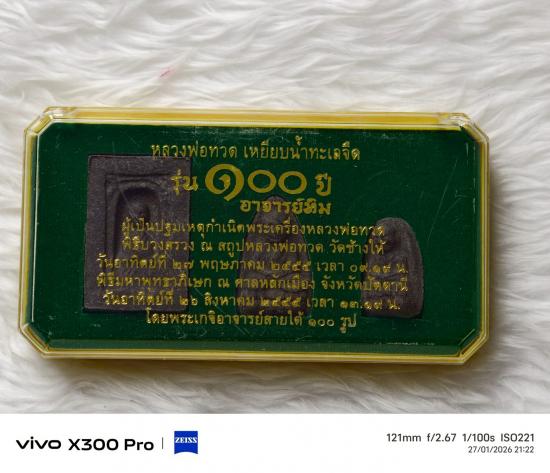 หลวงพ่อทวด เหยียบน้ำทะเลจืด
รุ่น ๑๐๐ ปี
อาจารย์ทิม
ผู้เป็นปฐมเหตุกำเนิดพระเครื่องหลวงพ่อทวด
พิธีบวงสรวง ณ สถูปหลวงพ่อทวด วัดช้างให้
วันอาทิตย์ที่ ๒๗ พฤษภาคม ๒๕๕๕ เวลา ๐๙.๑๙ น.
พิธีมหาพุทธาภิเษก ณ ศาลหลักเมือง จังหวัดปัตตานี
วันอาทิตย์ที่ ๒๖ สิงหาคม ๒๕๕๕ เวลา ๑๓.๑๙ น.
โดยพระเกจิอาจารย์สายใต้ ๑๐๐ รูป
vivo X300 Pro
ZEISS
121mm f/2.67 1/100s ISO221
27/01/2026 21:22